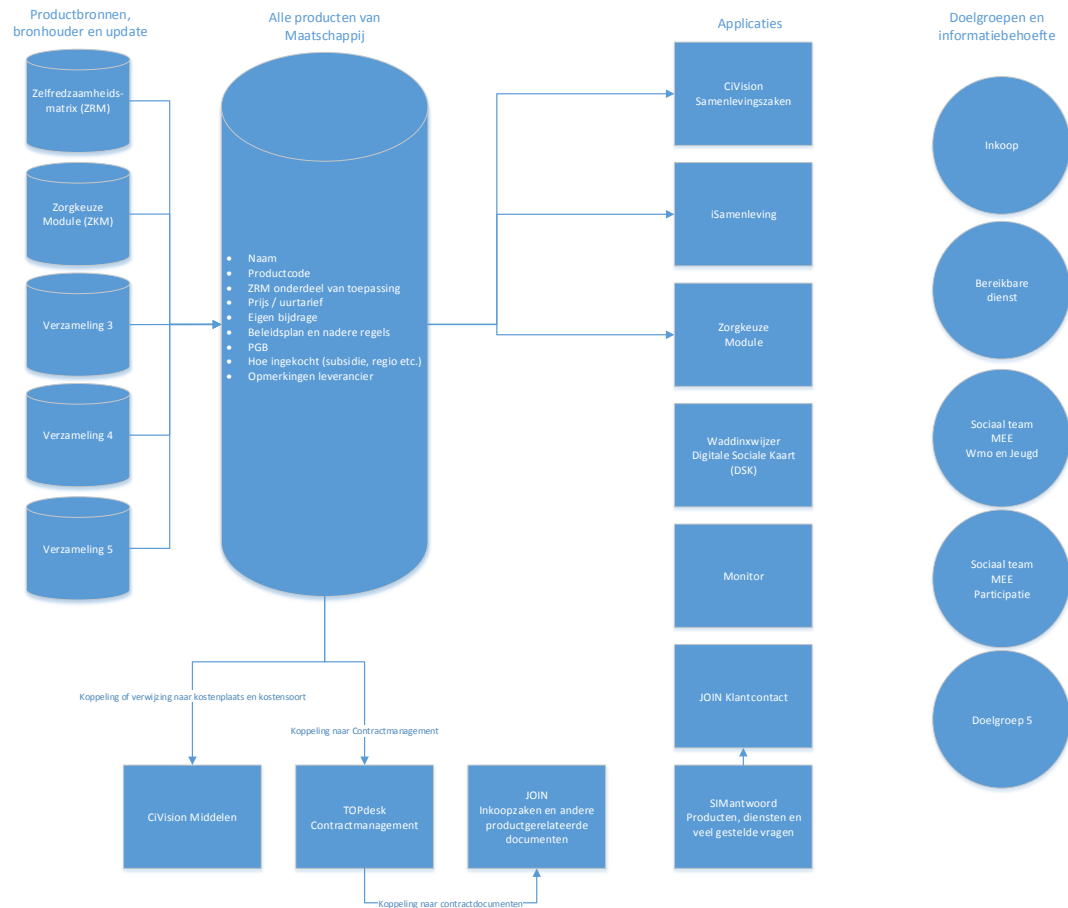 Productbronnen,
bronhouder en update
Alle producten van
Maatschappij
Applicaties
Doelgroepen en
informatiebehoefte
Zelfredzaamheids-
matrix (ZRM)
Zorgkeuze
Module (ZKM)
Verzameling 3
Verzameling 4
Verzameling 5
• Naam
• Productcode
• ZRM onderdeel van toepassing
• Prijs / uurtarief
• Eigen bijdrage
• Beleidsplan en nadere regels
• PGB
• Hoe ingekocht (subsidie, regio etc.)
• Opmerkingen leverancier
CiVision
Samenlevingszaken
iSamenleving
Zorgkeuze
Module
Waddinxwijzer
Digitale Sociale Kaart
(DSK)
Monitor
JOIN Klantcontact
SIMantwoord
Producten, diensten en
veel gestelde vragen
Inkoop
Bereikbare
dienst
Sociaal team
MEE
Wmo en Jeugd
Sociaal team
MEE
Participatie
Doelgroep 5
Koppeling of verwijzing naar kostenplaats en kostensoort
Koppeling naar Contractmanagement
CiVision Middelen
TOPdesk
Contractmanagement
JOIN
Inkoopzaken en andere
productgerelateerde
documenten
Koppeling naar contractdocumenten